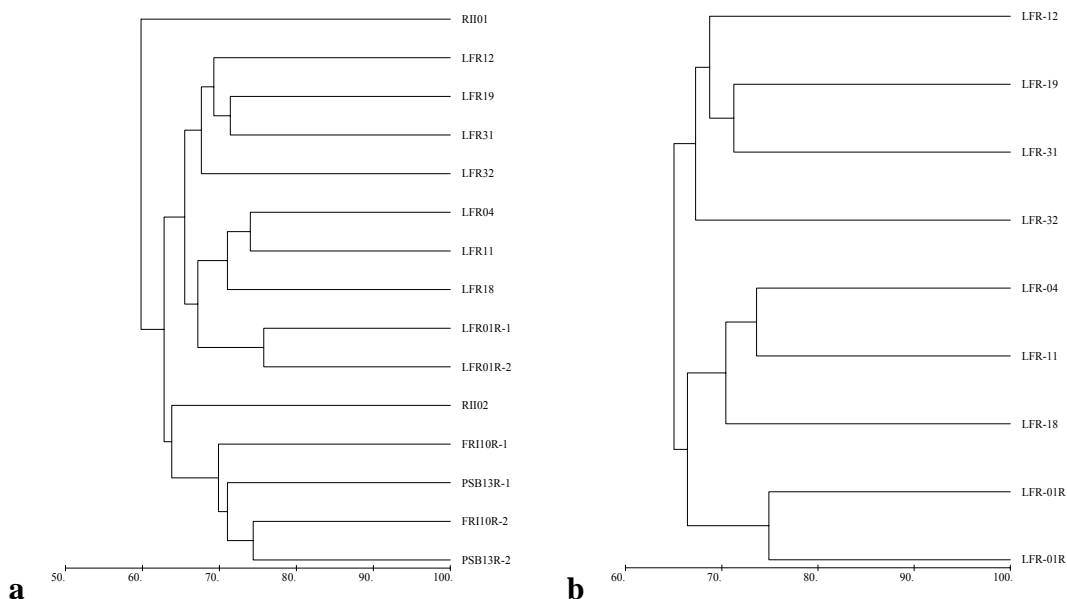 RII01
LFR12
LFR19
LFR31
LFR32
LFR04
LFR11
LFR18
LFR01R-1
LFR01R-2
RII02
FRI10R-1
PSB13R-1
FRI10R-2
PSB13R-2
50. 60. 70. 80. 90. 100.
a
LFR-12
LFR-19
LFR-31
LFR-32
LFR-04
LFR-11
LFR-18
LFR-01R
LFR-01R
60. 70. 80. 90. 100.
b